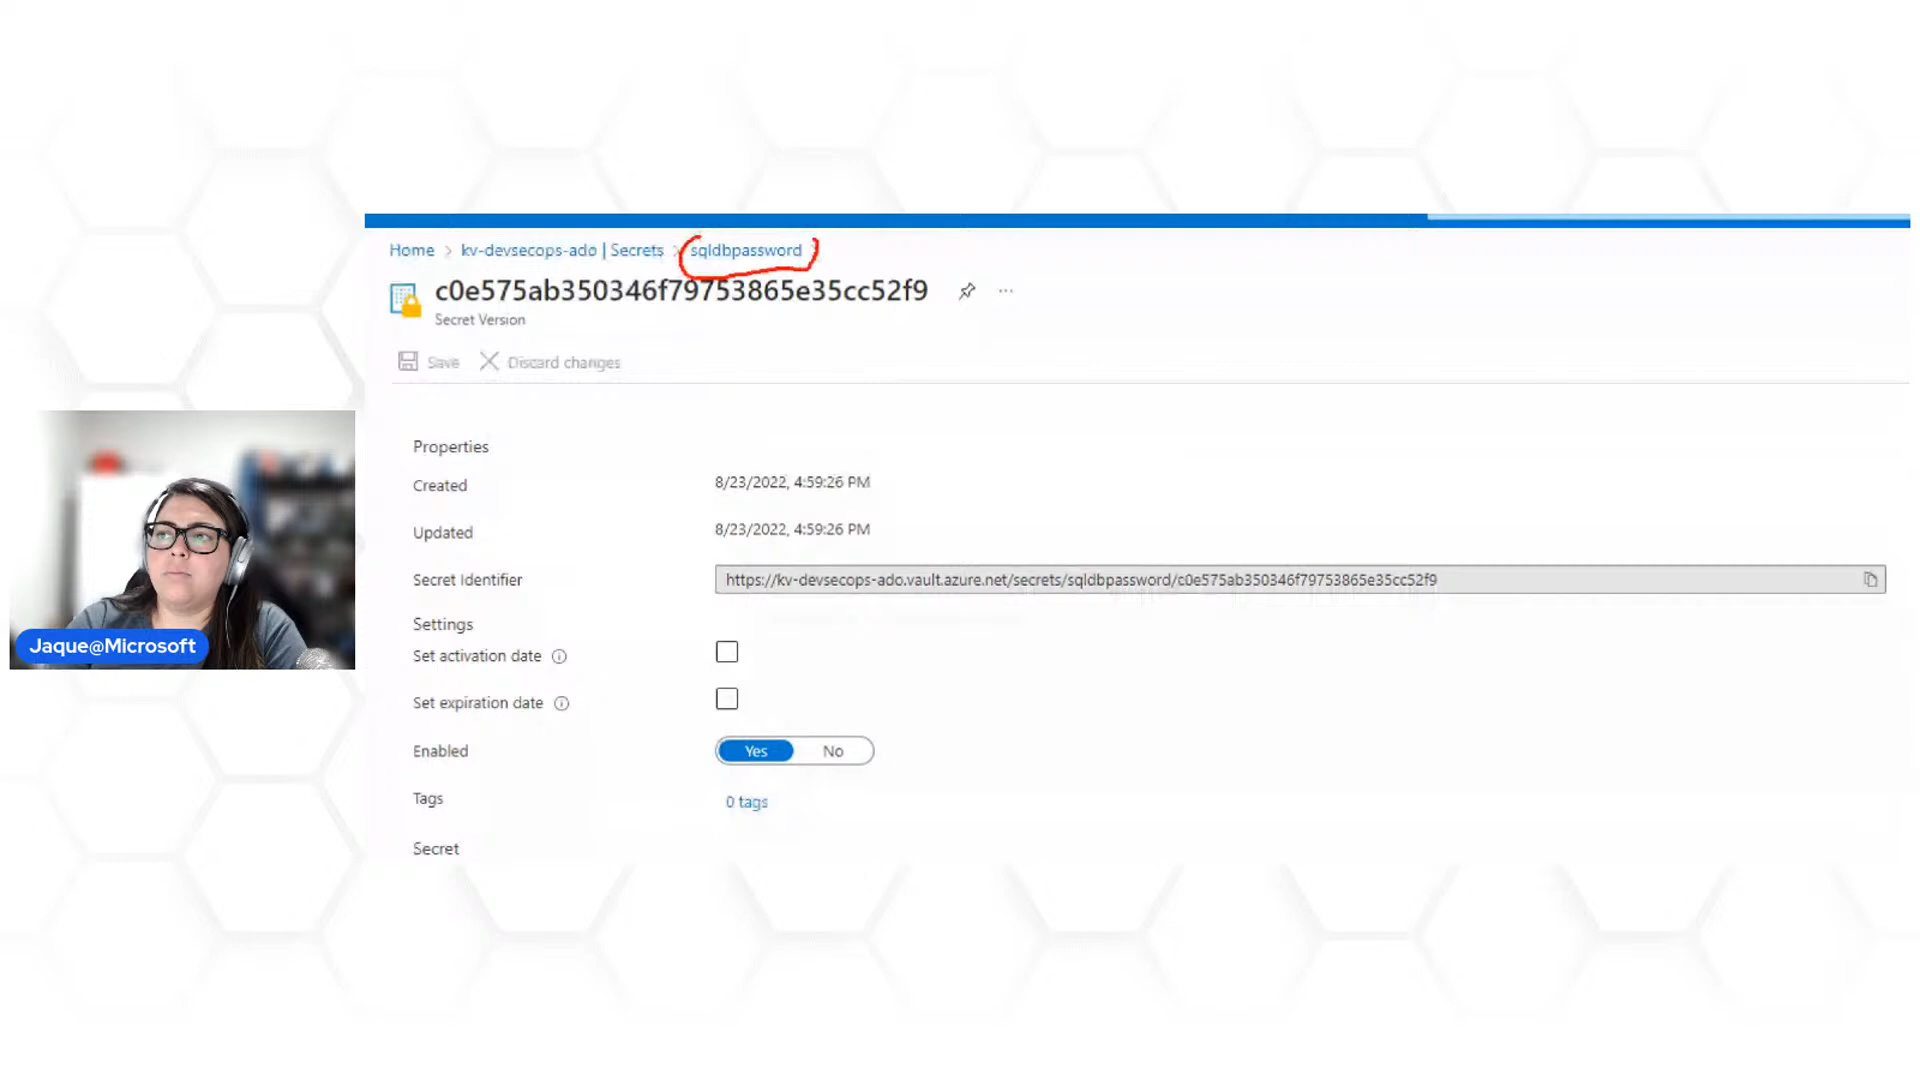 Home > kv-devsecops-ado | Secrets > sqldbpassword
c0e575ab350346f79753865e35cc52f9 ...
Secret Version
Save Discard changes
Properties
Created 8/23/2022, 4:59:26 PM
Updated 8/23/2022, 4:59:26 PM
Secret Identifier https://kv-devsecops-ado.vault.azure.net/secrets/sqldbpassword/c0e575ab350346f79753865e35cc52f9
Settings
Set activation date
Set expiration date
Enabled Yes No
Tags 0 tags
Secret
Jaque@Microsoft